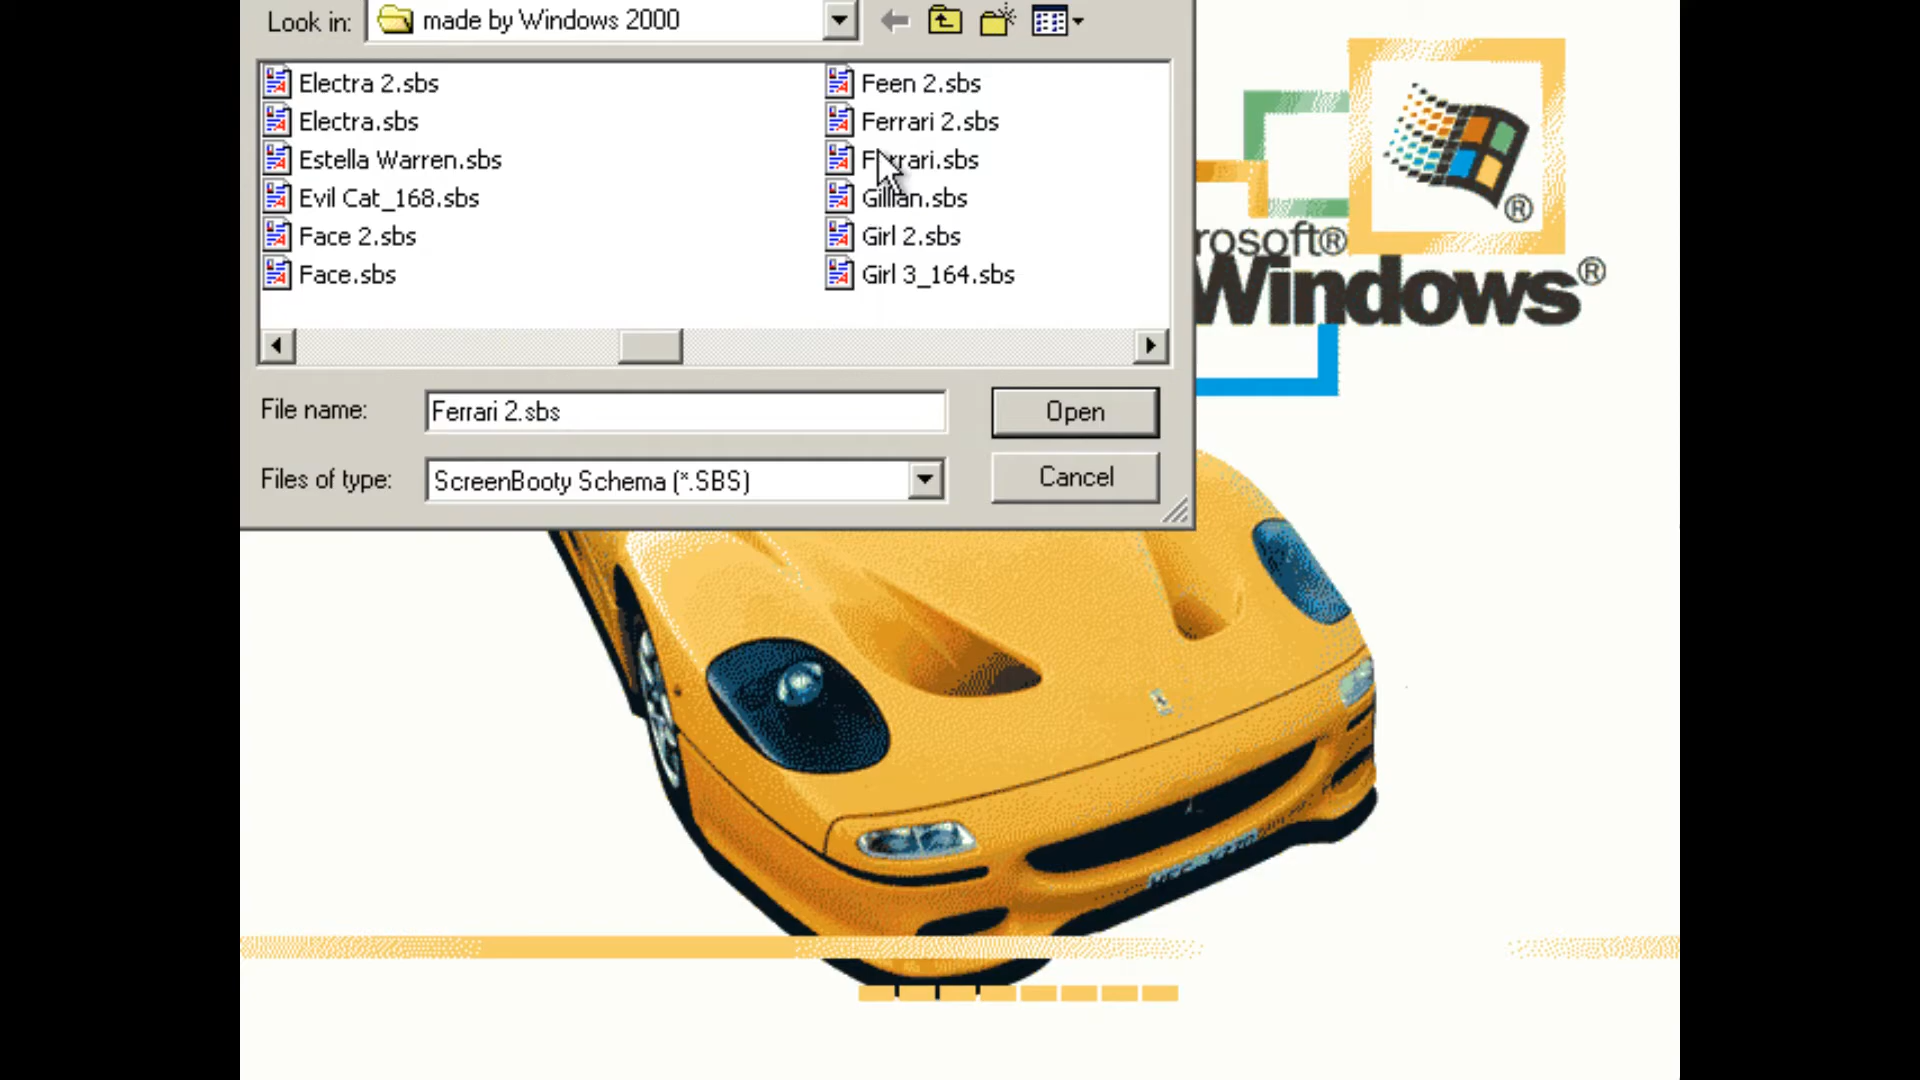 Look in: made by Windows 2000
Electra 2.sbs
Electra.sbs
Estella Warren.sbs
Evil Cat_168.sbs
Face 2.sbs
Face.sbs
Feen 2.sbs
Ferrari 2.sbs
Ferrari.sbs
Gillian.sbs
Girl 2.sbs
Girl 3_164.sbs
File name: Ferrari 2.sbs Open
Files of type: ScreenBooty Schema (*.SBS) Cancel
®
rosoft®
Windows®